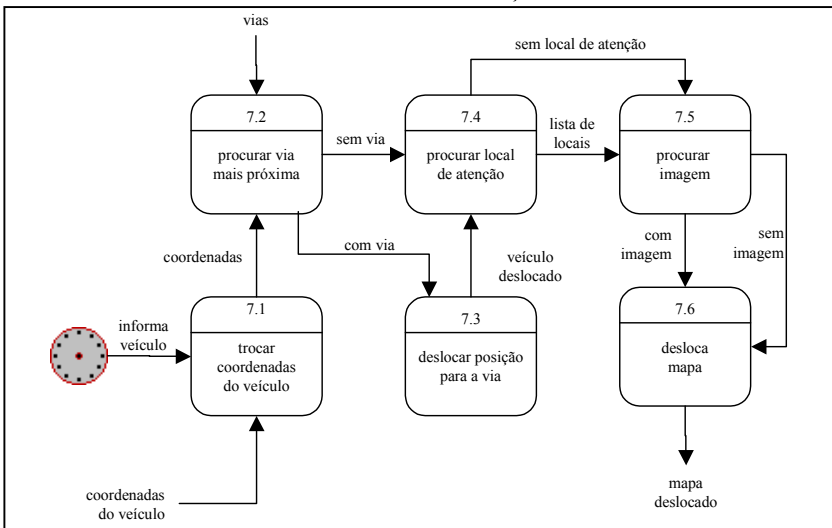 vias
sem local de atenção
7.2
procurar via
mais próxima
sem via
7.4
procurar local
de atenção
lista de
locais
7.5
procurar
imagem
coordenadas
com via
veículo
deslocado
com
imagem
sem
imagem
informa
veículo
7.1
trocar
coordenadas
do veículo
7.3
deslocar posição
para a via
7.6
desloca
mapa
coordenadas
do veículo
mapa
deslocado